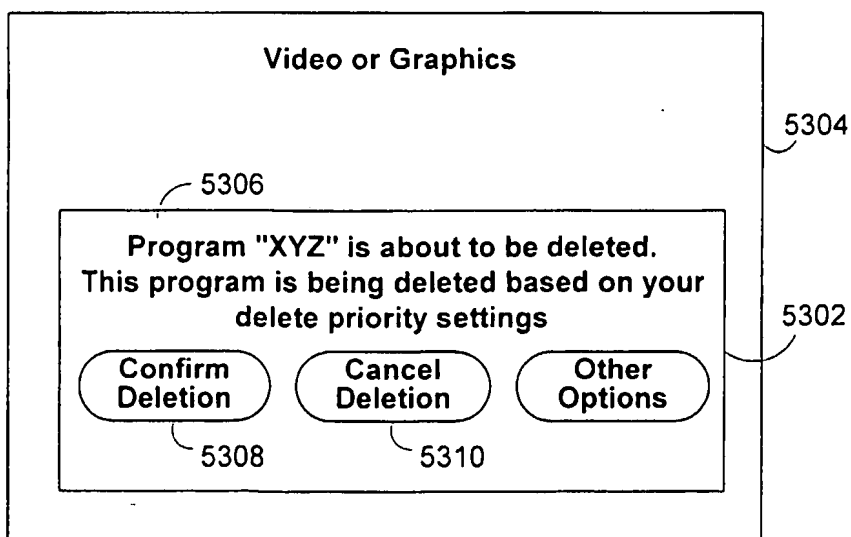 Video or Graphics
5304
5306
Program "XYZ" is about to be deleted.
This program is being deleted based on your
delete priority settings
5302
Confirm
Deletion
Cancel
Deletion
Other
Options
5308
5310